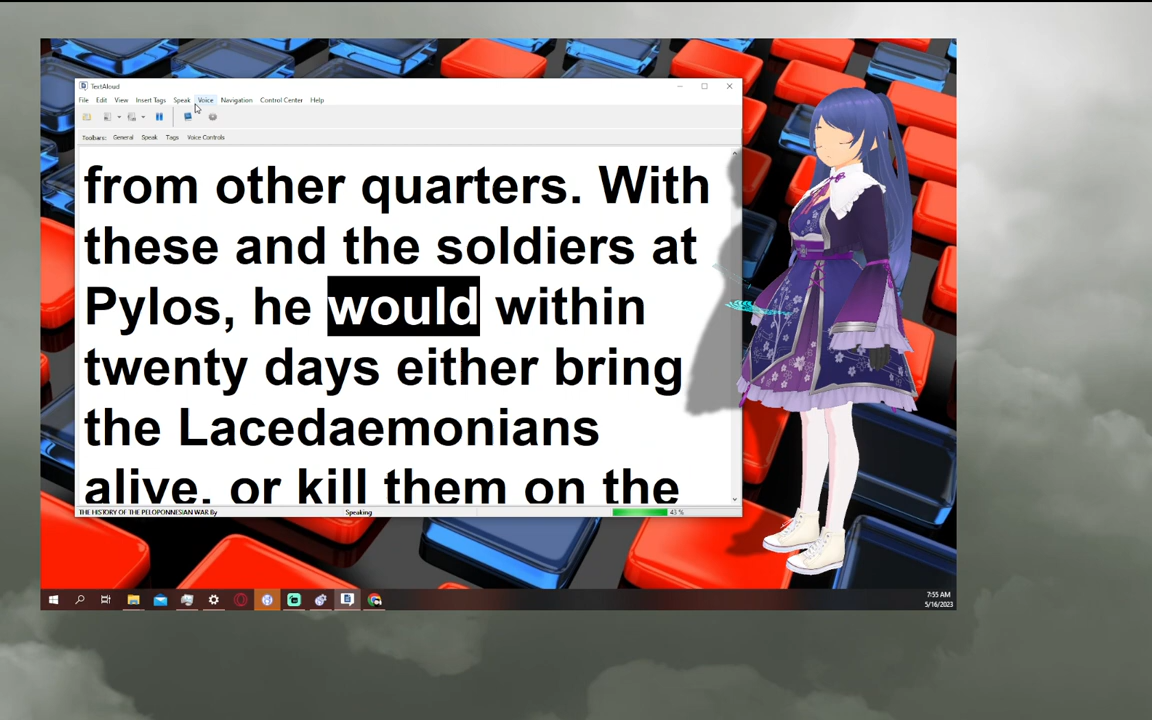 TextAloud
File Edit View Insert Tags Speak Voice Navigation Control Center Help
Toolbars: General Speak Tags Voice Controls
from other quarters. With
these and the soldiers at
Pylos, he would within
twenty days either bring
the Lacedaemonians
alive, or kill them on the
THE HISTORY OF THE PELOPONNESIAN WAR By Speaking 43 %
7:55 AM
5/16/2023